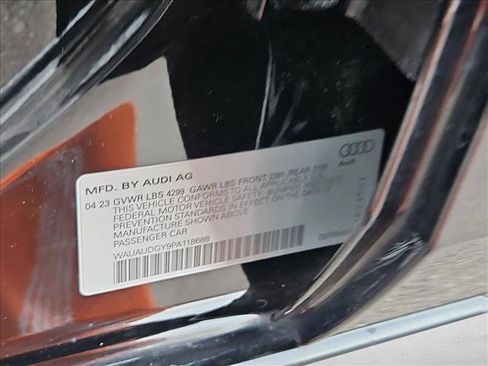 MFD. BY AUDI AG
04 23 GVWR LBS 4299 GAWR LBS FRONT REAR
THIS VEHICLE CONFORMS TO ALL APPLICABLE
FEDERAL MOTOR VEHICLE SAFETY, BUMPER AND THEFT
PREVENTION STANDARDS IN EFFECT ON THE DATE OF
MANUFACTURE SHOWN ABOVE
PASSENGER CAR
WAUAUDGY9PA118688
Audi